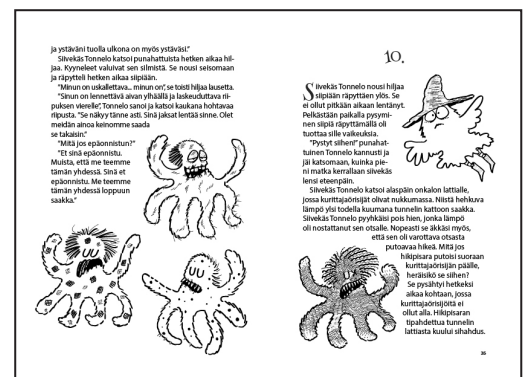 ja ystäväni tuolla ulkona on myös ystäväsi."
Siivekäs Tonnelo katsoi punahattuista hetken aikaa hil-
jaa. Kyyneleet valuivat sen silmistä. Se nousi seisomaan
ja räpytteli hetken aikaa siipiään.
"Minun on uskallettava... minun on", se toisti hiljaa lausetta.
"Sinun on lennettävä aivan ylhäällä ja laskeuduttava rii-
puksen vierelle", Tonnelo sanoi ja katsoi kaukana hohtavaa
riipusta. "Se näkyy tänne asti. Sinä jaksat lentää sinne. Olet
meidän ainoa keinomme saada
se takaisin."
"Mitä jos epäonnistun?"
"Et sinä epäonnistu.
Muista, että me teemme
tämän yhdessä. Sinä et
epäonnistu. Me teemme
tämän yhdessä loppuun
saakka."
10.
Siivekäs Tonnelo nousi hiljaa
siipiään räpyttäen ylös. Se
ei ollut pitkään aikaan lentänyt.
Pelkästään paikalla pysymi-
nen siipiä räpyttämällä oli
tuottaa sille vaikeuksia.
"Pystyt siihen!" punahat-
tuinen Tonnelo kannusti ja
jäi katsomaan, kuinka pie-
ni matka kerrallaan siivekäs
lensi eteenpäin.
Siivekäs Tonnelo katsoi alaspäin onkalon lattialle,
jossa kurittajaörisijät olivat nukkumassa. Niistä hehkuva
lämpö ylsi todella kuumana tunnelin kattoon saakka.
Siivekäs Tonnelo pyyhkäisi pois hien, jonka lämpö
oli nostattanut sen otsalle. Nopeasti se äkkäsi myös,
että sen oli varottava otsasta
putoavaa hikeä. Mitä jos
hikipisara putoisi suoraan
kurittajaörisijän päälle,
heräisikö se siihen?
Se pysähtyi hetkeksi
aikaa kohtaan, jossa
kurittajaörisijöitä ei
ollut alla. Hikipisaran
tipahdettua tunnelin
lattiasta kuului sihahdus.
35